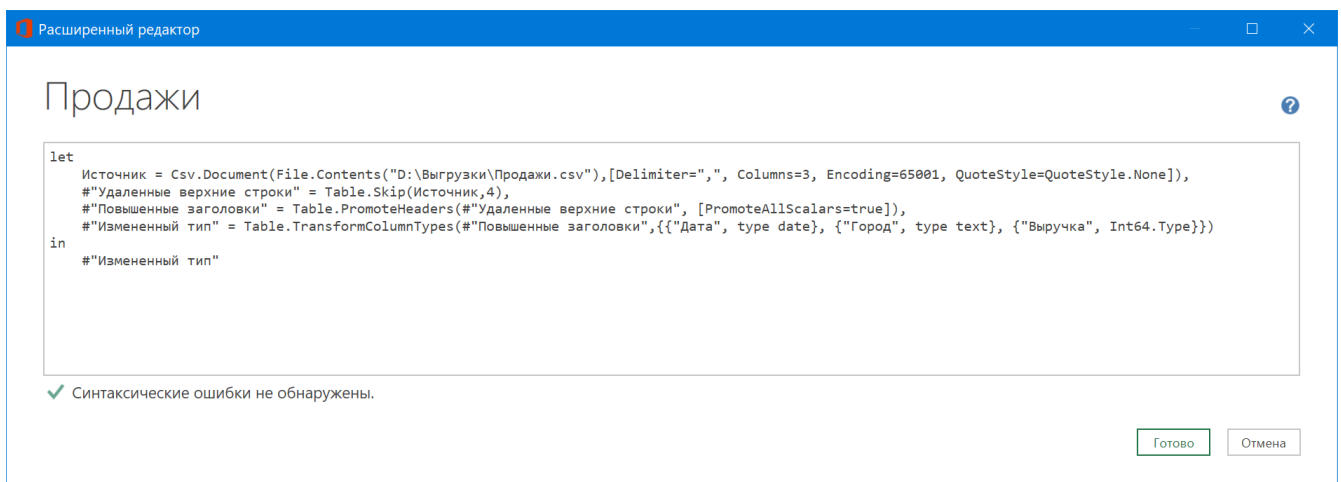 Расширенный редактор
Продажи
let
    Источник = Csv.Document(File.Contents("D:\Выгрузки\Продажи.csv"),[Delimiter=",", Columns=3, Encoding=65001, QuoteStyle=QuoteStyle.None]),
    #"Удаленные верхние строки" = Table.Skip(Источник,4),
    #"Повышенные заголовки" = Table.PromoteHeaders(#"Удаленные верхние строки", [PromoteAllScalars=true]),
    #"Измененный тип" = Table.TransformColumnTypes(#"Повышенные заголовки",{{"Дата", type date}, {"Город", type text}, {"Выручка", Int64.Type}})
in
    #"Измененный тип"
Синтаксические ошибки не обнаружены.
Готово
Отмена